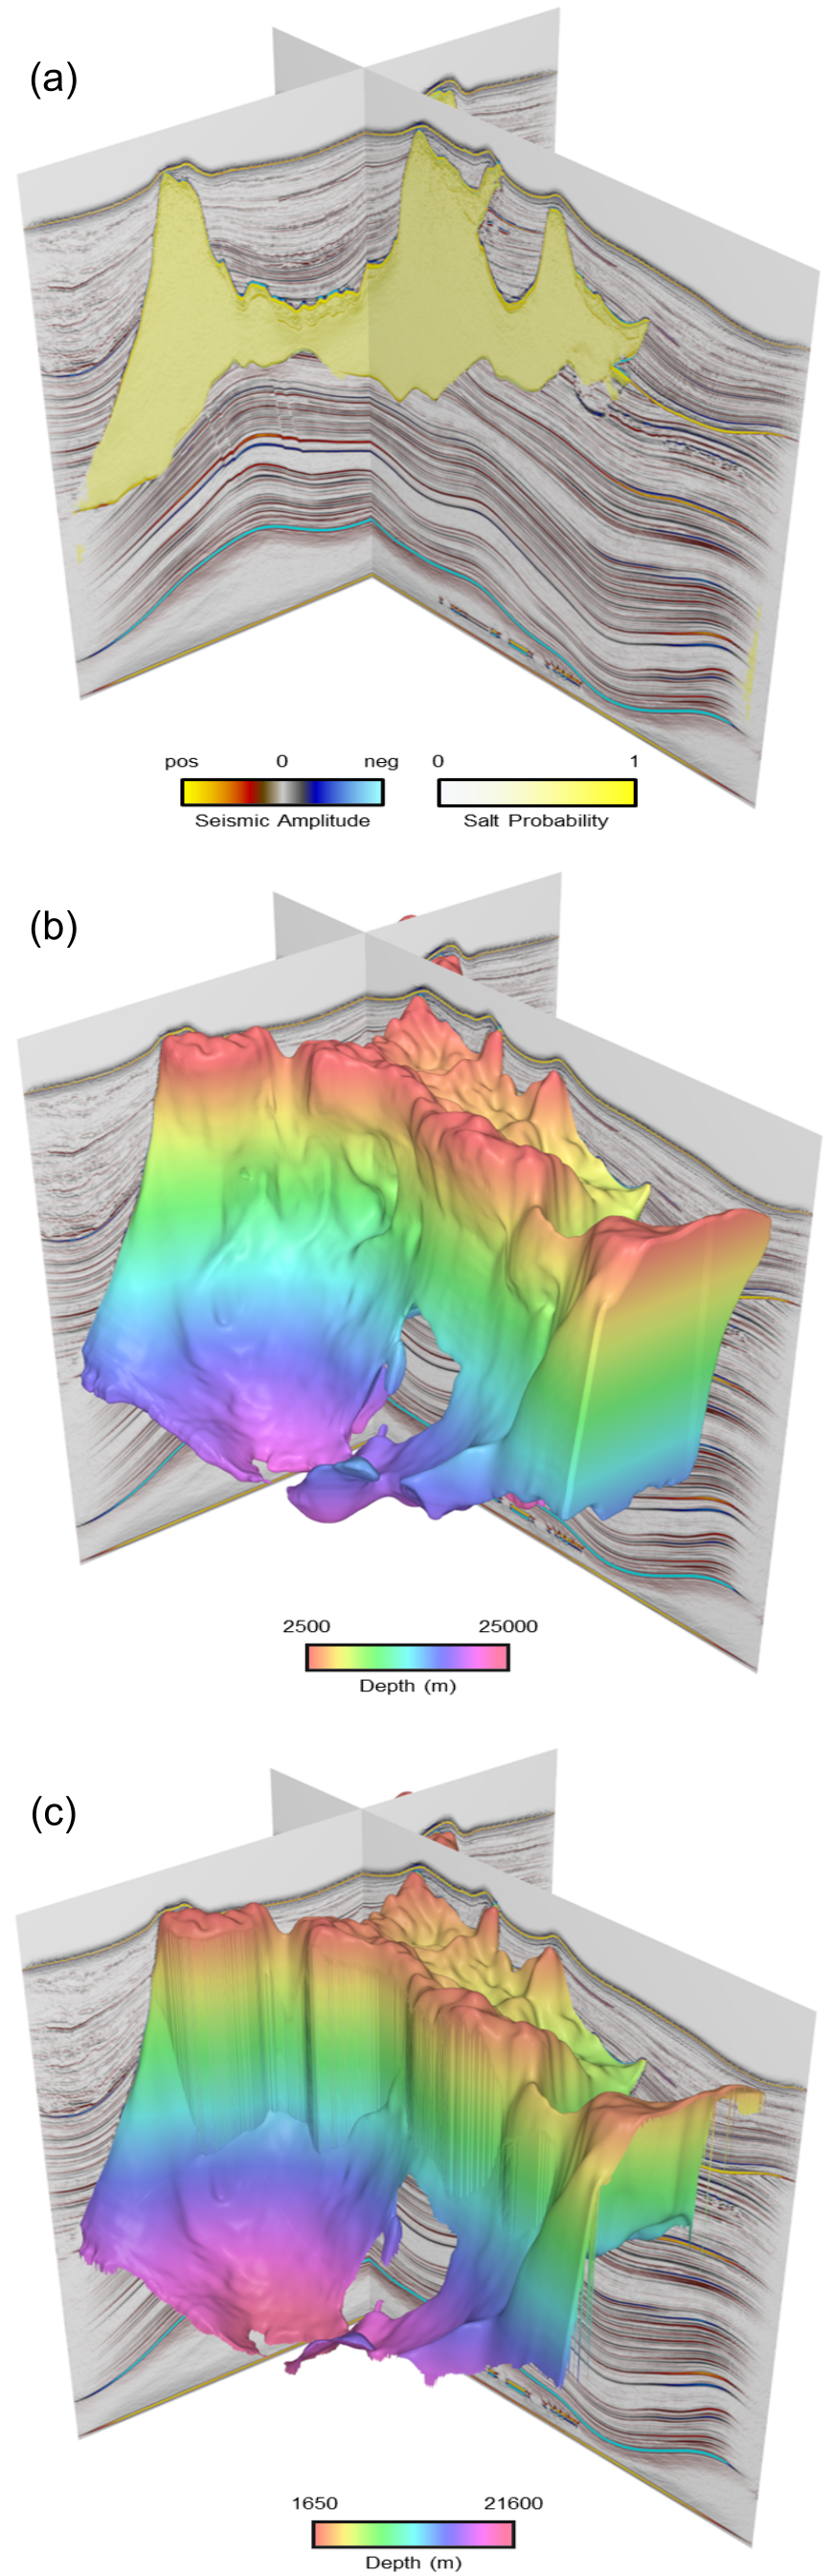 (a)
pos 0 neg 0 1
Seismic Amplitude Salt Probability
(b)
2500 25000
Depth (m)
(c)
1650 21600
Depth (m)